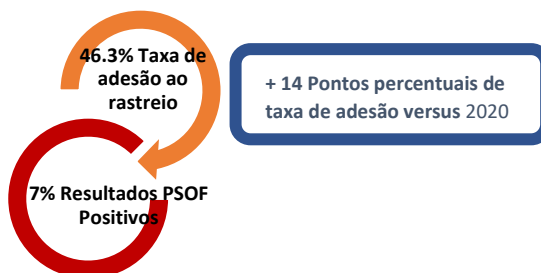 46.3% Taxa de
adesão ao
rastreio
+ 14 Pontos percentuais de
taxa de adesão versus 2020
7% Resultados PSOF
Positivos